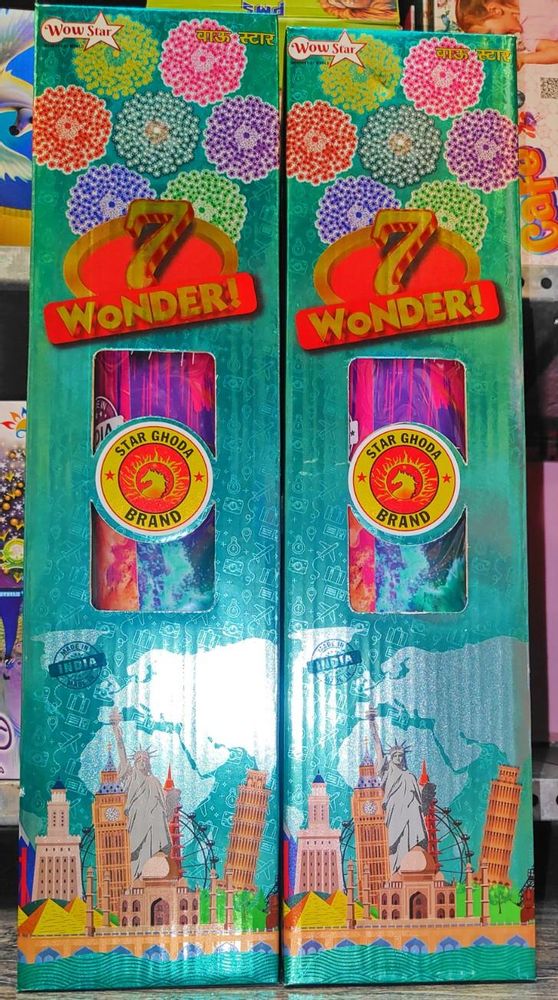 Wow Star
वाऊ स्टार
7
WONDER!
STAR GHODA
BRAND
MADE IN
INDIA
Wow Star
वाऊ स्टार
7
WONDER!
STAR GHODA
BRAND
MADE IN
INDIA